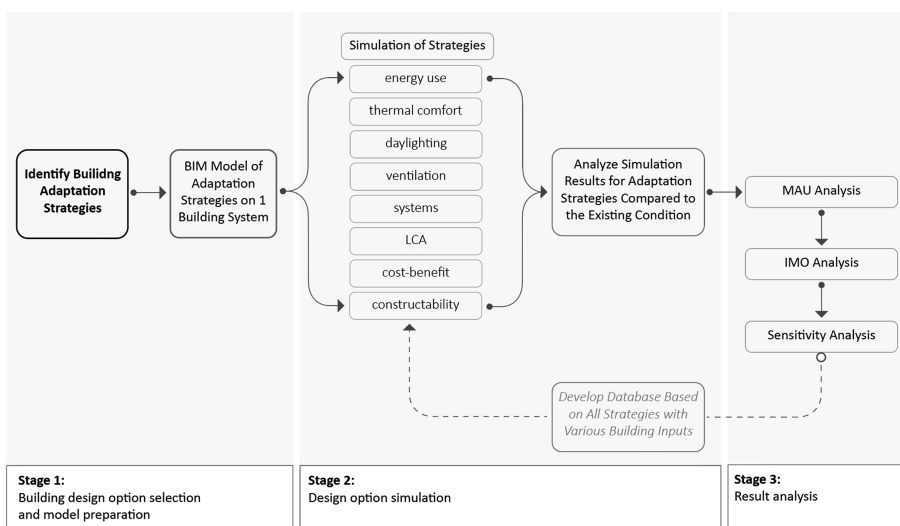 Identify Builidng
Adaptation
Strategies
BIM Model of
Adaptation
Strategies on 1
Building System
Simulation of Strategies
energy use
thermal comfort
daylighting
ventilation
systems
LCA
cost-benefit
constructability
Analyze Simulation
Results for Adaptation
Strategies Compared to
the Existing Condition
MAU Analysis
IMO Analysis
Sensitivity Analysis
Develop Database Based
on All Strategies with
Various Building Inputs
Stage 1:
Building design option selection
and model preparation
Stage 2:
Design option simulation
Stage 3:
Result analysis